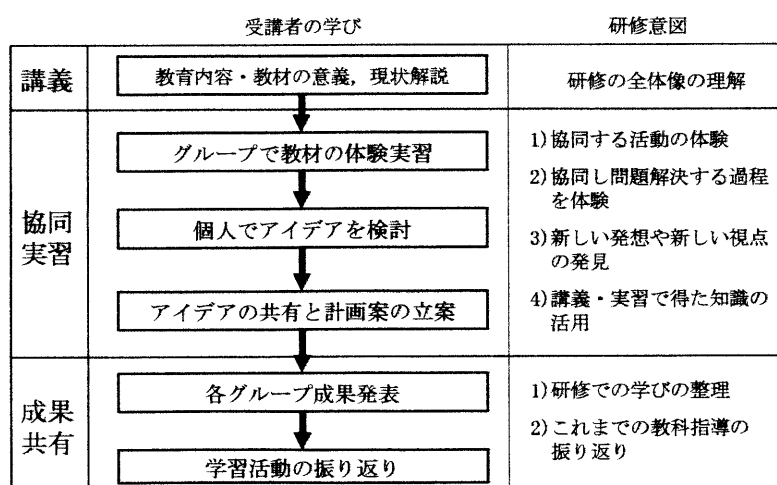 受講者の学び
研修意図
講義
教育内容・教材の意義，現状解説
研修の全体像の理解
協同
実習
グループで教材の体験実習
個人でアイデアを検討
アイデアの共有と計画案の立案
1)協同する活動の体験
2)協同し問題解決する過程
を体験
3)新しい発想や新しい視点
の発見
4)講義・実習で得た知識の
活用
成果
共有
各グループ成果発表
学習活動の振り返り
1)研修での学びの整理
2)これまでの教科指導の
振り返り